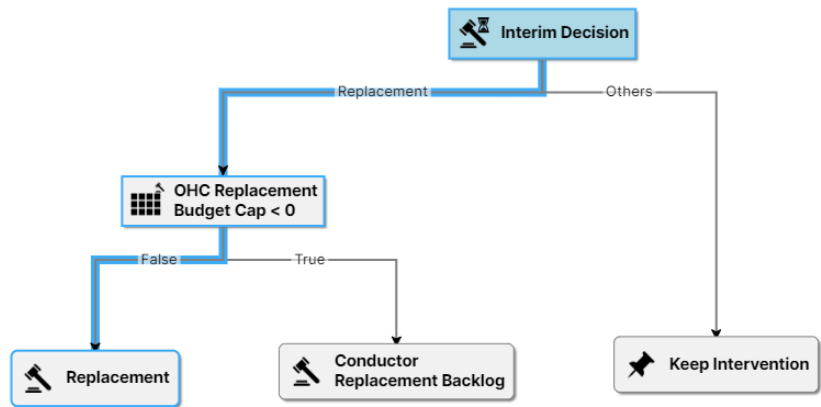 Interim Decision
Replacement
Others
OHC Replacement
Budget Cap < 0
False
True
Replacement
Conductor
Replacement Backlog
Keep Intervention